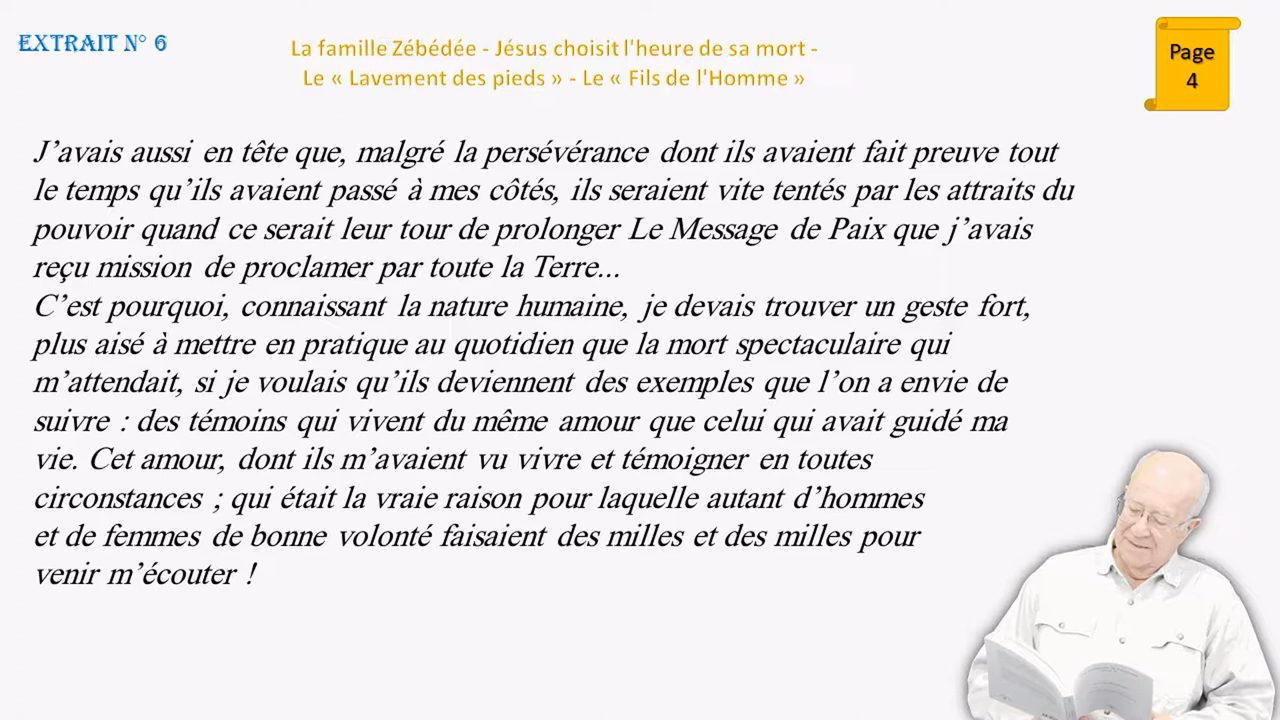 EXTRAIT N° 6
La famille Zébédée - Jésus choisit l'heure de sa mort -
Le « Lavement des pieds » - Le « Fils de l'Homme »
Page
4
J’avais aussi en tête que, malgré la persévérance dont ils avaient fait preuve tout
le temps qu’ils avaient passé à mes côtés, ils seraient vite tentés par les attraits du
pouvoir quand ce serait leur tour de prolonger Le Message de Paix que j’avais
reçu mission de proclamer par toute la Terre...
C’est pourquoi, connaissant la nature humaine, je devais trouver un geste fort,
plus aisé à mettre en pratique au quotidien que la mort spectaculaire qui
m’attendait, si je voulais qu’ils deviennent des exemples que l’on a envie de
suivre : des témoins qui vivent du même amour que celui qui avait guidé ma
vie. Cet amour, dont ils m’avaient vu vivre et témoigner en toutes
circonstances ; qui était la vraie raison pour laquelle autant d’hommes
et de femmes de bonne volonté faisaient des milles et des milles pour
venir m’écouter !